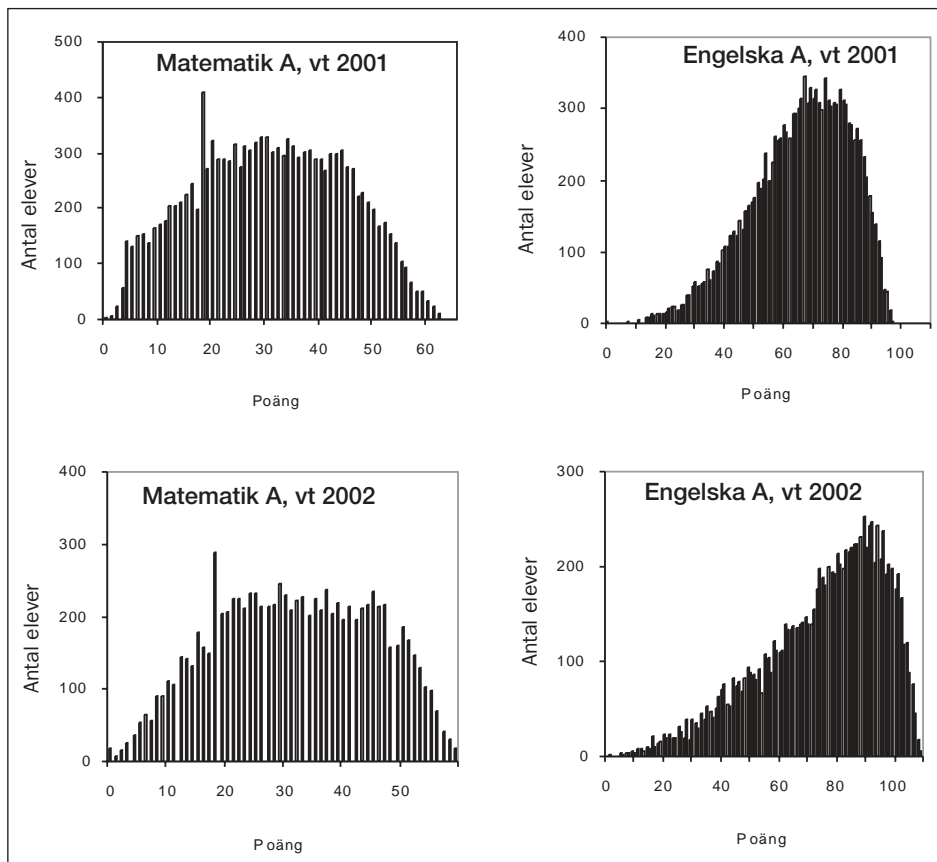 Matematik A, vt 2001
Antal elever
500
400
300
200
100
0
0 10 20 30 40 50 60
Poäng
Engelska A, vt 2001
Antal elever
400
300
200
100
0
0 20 40 60 80 100
Poäng
Matematik A, vt 2002
Antal elever
400
300
200
100
0
0 10 20 30 40 50
Poäng
Engelska A, vt 2002
Antal elever
300
200
100
0
0 20 40 60 80 100
Poäng